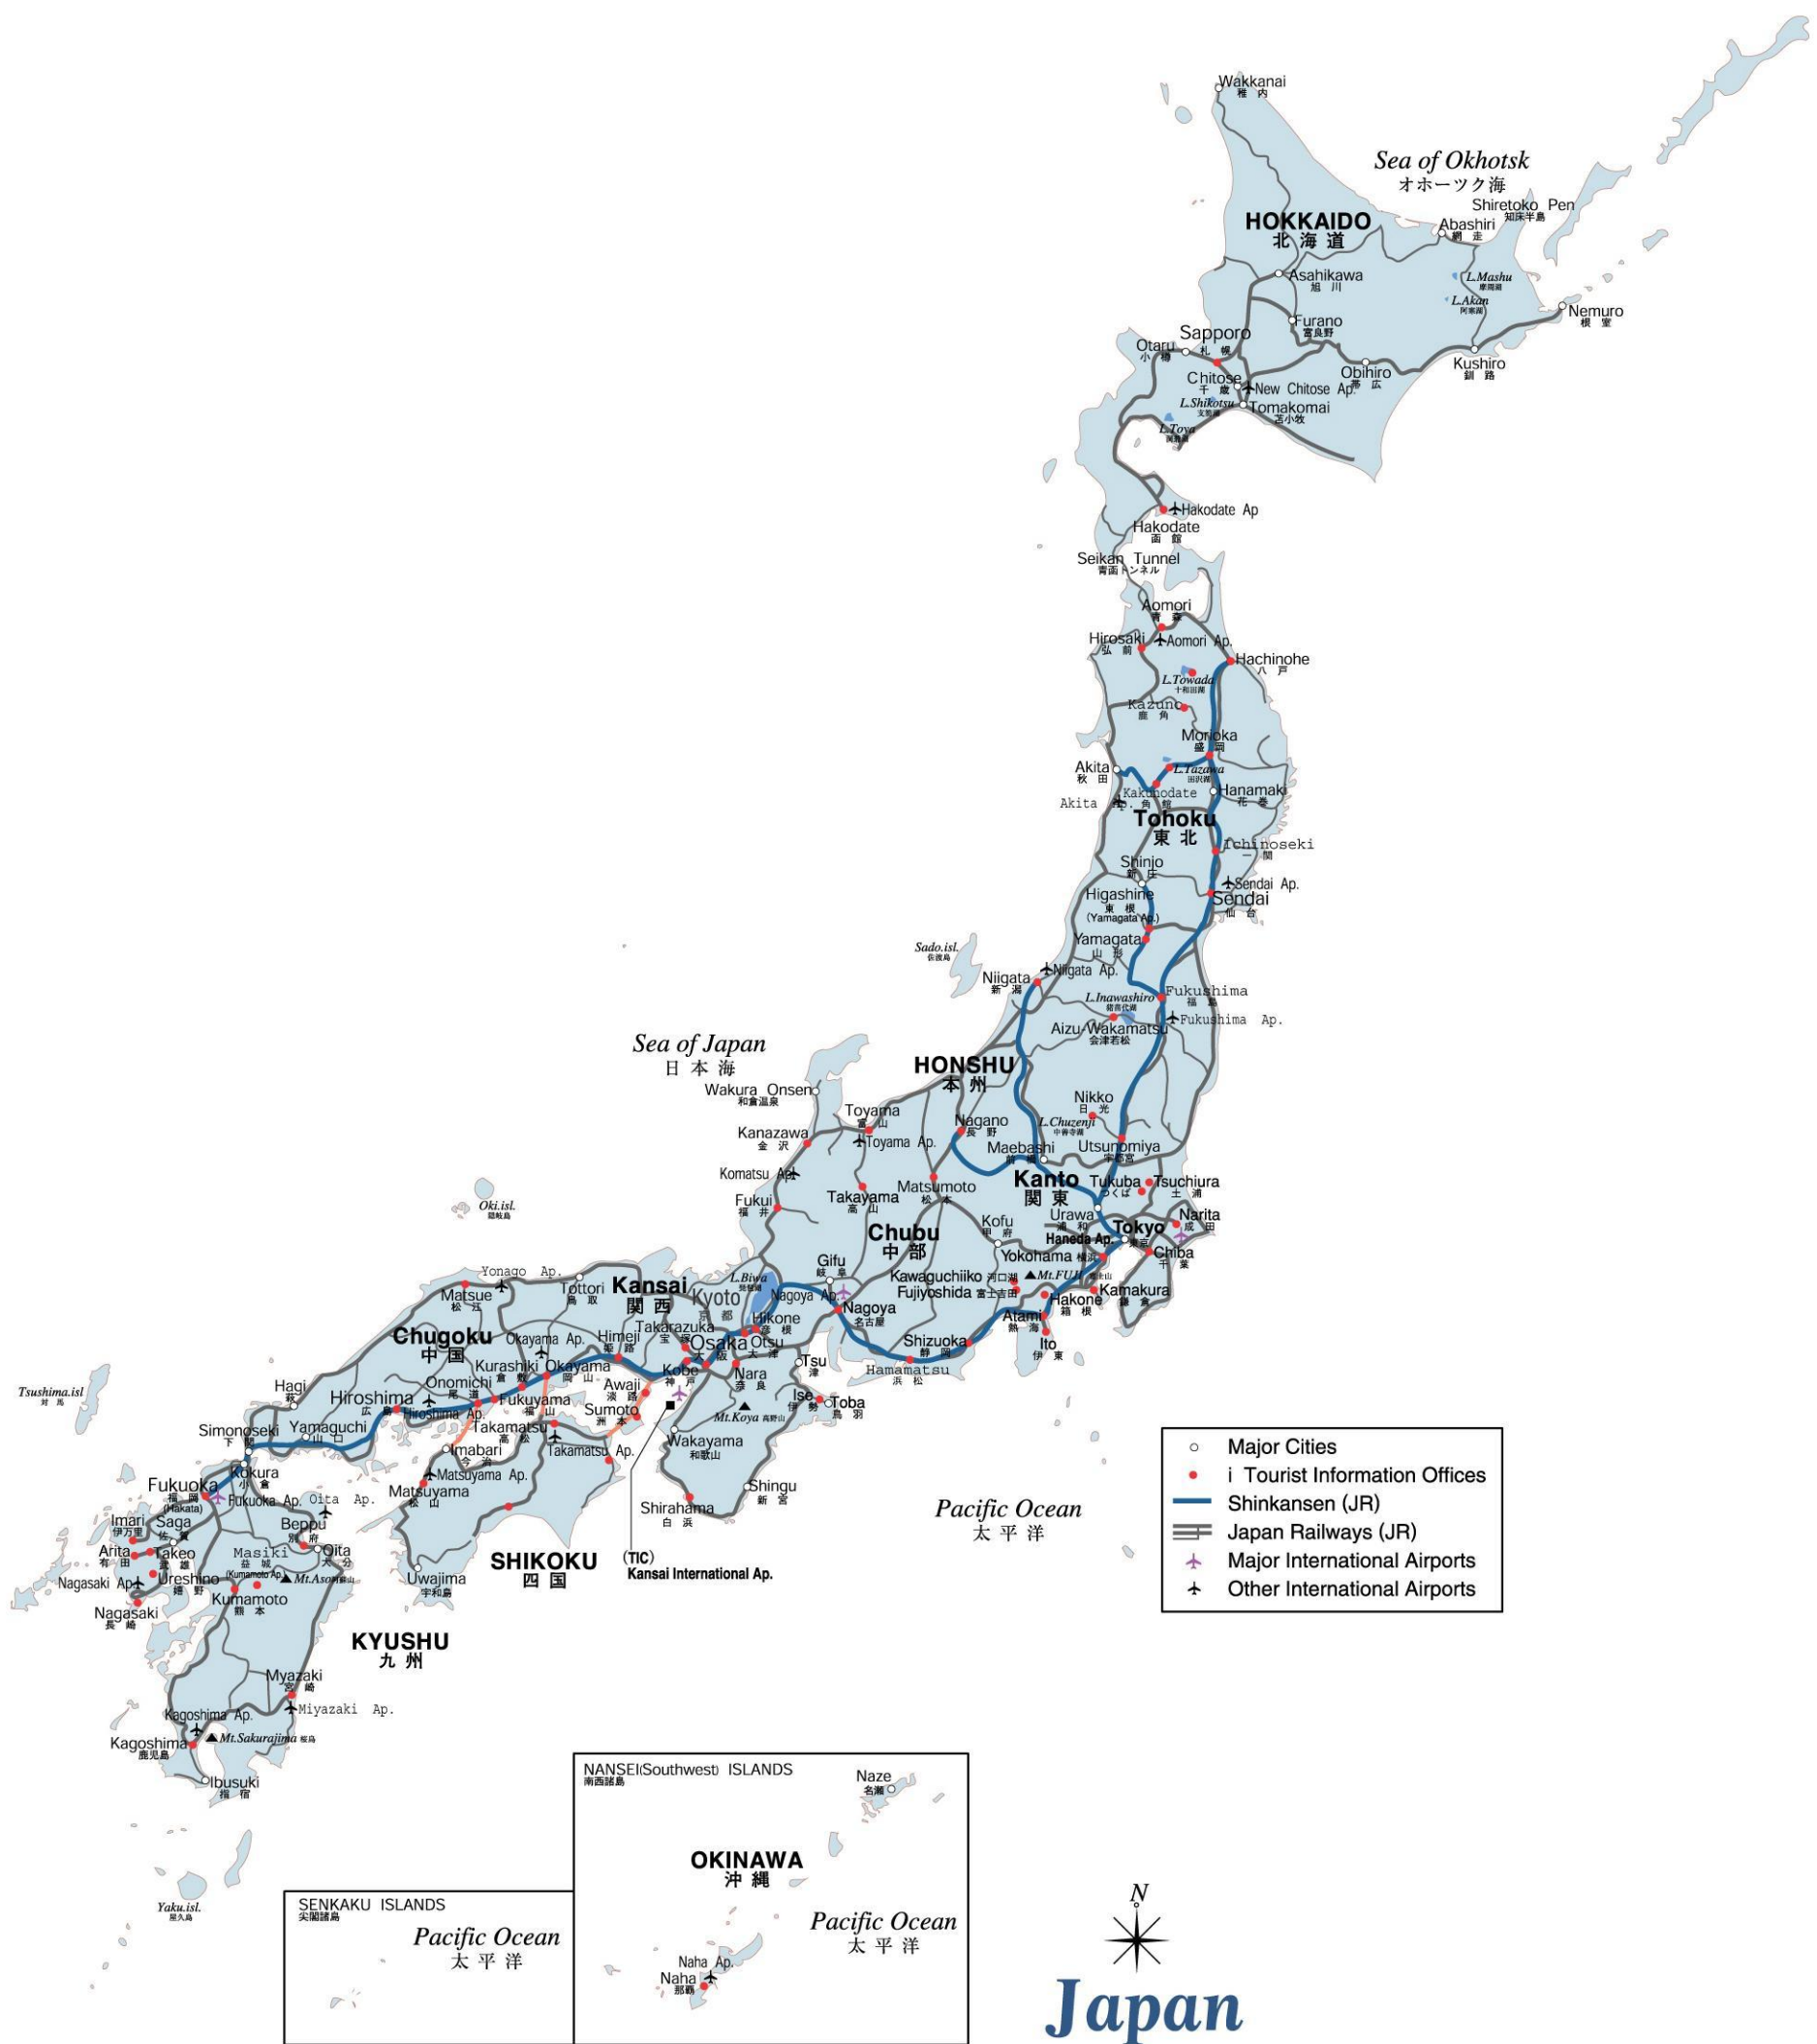 Wakkanai
稚 内
Sea of Okhotsk
オホーツク海
Shiretoko Pen
知床半島
HOKKAIDO
北 海 道
Abashiri
網 走
Asahikawa
旭 川
L.Mashu
摩周湖
L.Akan
阿寒湖
Nemuro
根 室
Furano
富良野
Sapporo
札 幌
Otaru
小 樽
Kushiro
釧 路
Obihiro
帯 広
Chitose
千 歳
New Chitose Ap.
L.Shikotsu
支笏湖
Tomakomai
苫小牧
L.Toya
洞爺湖
Hakodate Ap
Hakodate
函 館
Seikan Tunnel
青函トンネル
Aomori
青 森
Hirosaki
弘 前
Aomori Ap.
Hachinohe
八 戸
L.Towada
十和田湖
Kazuno
鹿 角
Morioka
盛 岡
Akita
秋 田
L.Tazawa
田沢湖
Kakunodate
角 館
Hanamaki
花 巻
Akita Ap.
Tohoku
東 北
Ichinoseki
一 関
Shinjo
新 庄
Sendai Ap.
Higashine
東 根
(Yamagata Ap.)
Sendai
仙 台
Yamagata
山 形
Sado.isl.
佐渡島
Niigata Ap.
Niigata
新 潟
Fukushima
福 島
L.Inawashiro
猪苗代湖
Fukushima Ap.
Aizu-Wakamatsu
会津若松
Sea of Japan
日 本 海
HONSHU
本 州
Wakura Onsen
和倉温泉
Nikko
日 光
Toyama
富 山
Nagano
長 野
L.Chuzenji
中善寺湖
Kanazawa
金 沢
Toyama Ap.
Maebashi
前 橋
Utsunomiya
宇都宮
Komatsu Ap
Kanto
関 東
Tukuba
つくば
Tsuchiura
土 浦
Matsumoto
松 本
Takayama
高 山
Fukui
福 井
Oki.isl.
隠岐島
Kofu
甲 府
Urawa
浦 和
Narita
成 田
Tokyo
東京
Haneda Ap.
Chubu
中 部
Yokohama 横浜
Chiba
千 葉
Gifu
岐 阜
Kawaguchiiko 河口湖
Mt.FUJI 富士山
Fujiyoshida 富士吉田
Kamakura
鎌 倉
Hakone
箱 根
Yonago Ap.
Tottori
鳥 取
Kansai
関 西
L.Biwa
琵琶湖
Kyoto
京 都
Nagoya Ap.
Nagoya
名古屋
Matsue
松 江
Atami
熱 海
Hikone
彦 根
Takarazuka
宝 塚
Chugoku
中 国
Okayama Ap.
Himeji
姫 路
Osaka
大 阪
Otsu
大 津
Shizuoka
静 岡
Ito
伊 東
Tsu
津
Hamamatsu
浜 松
Kurashiki
倉 敷
Okayama
岡 山
Kobe
神 戸
Nara
奈 良
Tsushima.isl
対 馬
Hagi
萩
Onomichi
尾 道
Awaji
淡 路
Hiroshima
広 島
Hiroshima Ap.
Fukuyama
福 山
Sumoto
洲 本
Ise
伊 勢
Toba
鳥 羽
Mt.Koya 高野山
Simonoseki
下 関
Yamaguchi
山 口
Takamatsu
高 松
Takamatsu Ap.
Wakayama
和歌山
Imabari
今 治
Kokura
小 倉
Matsuyama Ap.
Matsuyama
松 山
Fukuoka
福 岡
(Hakata)
Fukuoka Ap.
Oita Ap.
Shirahama
白 浜
Shingu
新 宮
Pacific Ocean
太 平 洋
Imari
伊万里
Saga
佐 賀
Beppu
別 府
Oita
大 分
Arita
有 田
Takeo
武 雄
Masiki
益 城
(Kumamoto Ap.)
Mt.Aso 阿蘇山
Nagasaki Ap
Ureshino
嬉 野
Kumamoto
熊 本
Nagasaki
長 崎
Uwajima
宇和島
SHIKOKU
四 国
(TIC)
Kansai International Ap.
KYUSHU
九 州
Myazaki
宮 崎
Miyazaki Ap.
Kagoshima Ap.
Mt.Sakurajima 桜島
Kagoshima
鹿児島
Ibusuki
指 宿
Yaku.isl.
屋久島
Major Cities
i Tourist Information Offices
Shinkansen (JR)
Japan Railways (JR)
Major International Airports
Other International Airports
SENKAKU ISLANDS
尖閣諸島
Pacific Ocean
太 平 洋
NANSEI(Southwest) ISLANDS
南西諸島
Naze
名瀬
OKINAWA
沖 縄
Pacific Ocean
太 平 洋
Naha Ap.
Naha
那覇
N
Japan